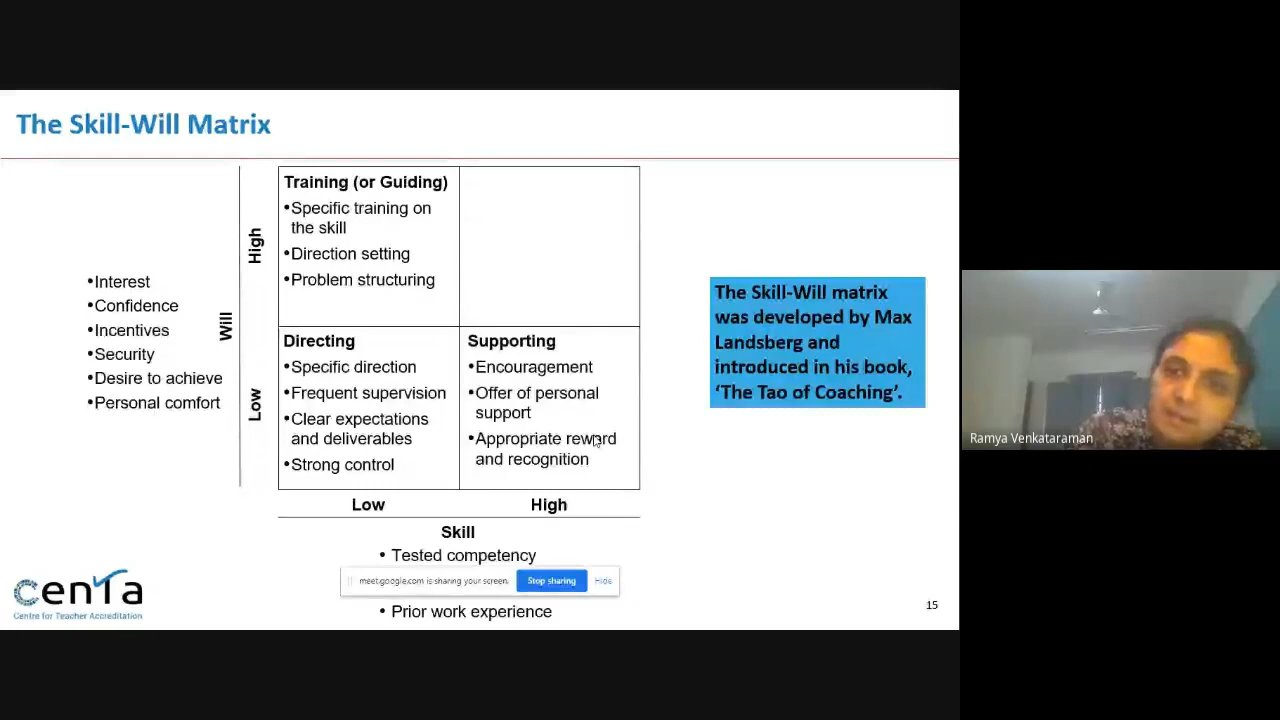 The Skill-Will Matrix
Training (or Guiding)
•Specific training on
the skill
•Direction setting
•Problem structuring
High
Will
Low
•Interest
•Confidence
•Incentives
•Security
•Desire to achieve
•Personal comfort
Directing
•Specific direction
•Frequent supervision
•Clear expectations
and deliverables
•Strong control
Supporting
•Encouragement
•Offer of personal
support
•Appropriate reward
and recognition
Low
High
Skill
• Tested competency
meet.google.com is sharing your screen.
Stop sharing
Hide
• Prior work experience
The Skill-Will matrix
was developed by Max
Landsberg and
introduced in his book,
‘The Tao of Coaching’.
Ramya Venkataraman
cenTa
Centre for Teacher Accreditation
15